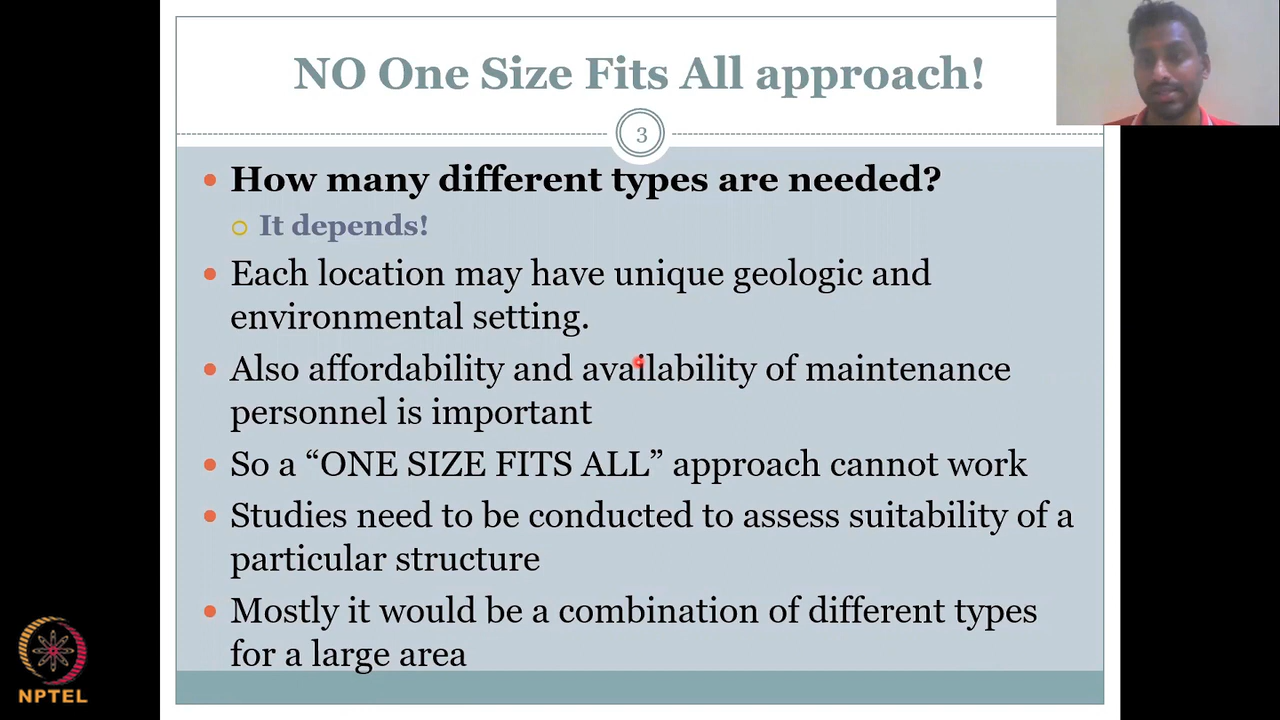 NO One Size Fits All approach!
3
How many different types are needed?
It depends!
Each location may have unique geologic and
environmental setting.
Also affordability and availability of maintenance
personnel is important
So a “ONE SIZE FITS ALL” approach cannot work
Studies need to be conducted to assess suitability of a
particular structure
Mostly it would be a combination of different types
for a large area
NPTEL